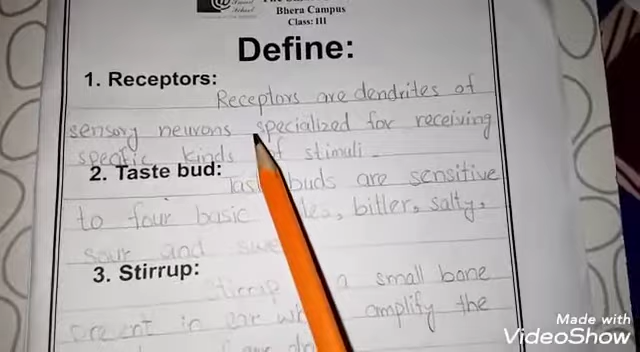 School
Bhera Campus
Class: III
Define:
1. Receptors:
Receptors are dendrites of
sensory neurons specialized for receiving
kinds of stimuli.
2. Taste bud:
buds are sensitive
to four basic bitter, salty,
sour and
3. Stirrup:
Stirrup a small bone
in ear amplify the
Made with
VideoShow